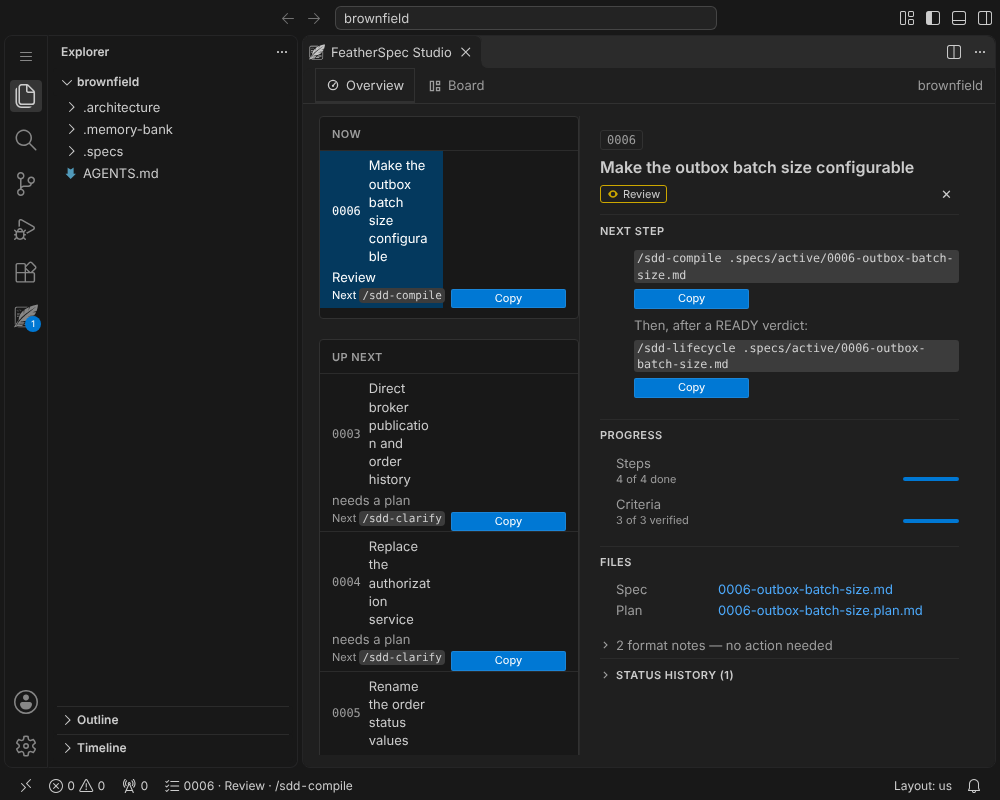 brownfield
Explorer
brownfield
.architecture
.memory-bank
.specs
AGENTS.md
Outline
Timeline
1
FeatherSpec Studio
Overview
Board
brownfield
NOW
0006
Make the
outbox
batch
size
configura
ble
Review
Next /sdd-compile
Copy
UP NEXT
0003
Direct
broker
publicatio
n and
order
history
needs a plan
Next /sdd-clarify
Copy
0004
Replace
the
authorizat
ion
service
needs a plan
Next /sdd-clarify
Copy
0005
Rename
the order
status
values
0006
Make the outbox batch size configurable
Review
NEXT STEP
/sdd-compile .specs/active/0006-outbox-batch-
size.md
Copy
Then, after a READY verdict:
/sdd-lifecycle .specs/active/0006-outbox-
batch-size.md
Copy
PROGRESS
Steps
4 of 4 done
Criteria
3 of 3 verified
FILES
Spec 0006-outbox-batch-size.md
Plan 0006-outbox-batch-size.plan.md
2 format notes — no action needed
STATUS HISTORY (1)
0 0 0 0006 · Review · /sdd-compile Layout: us